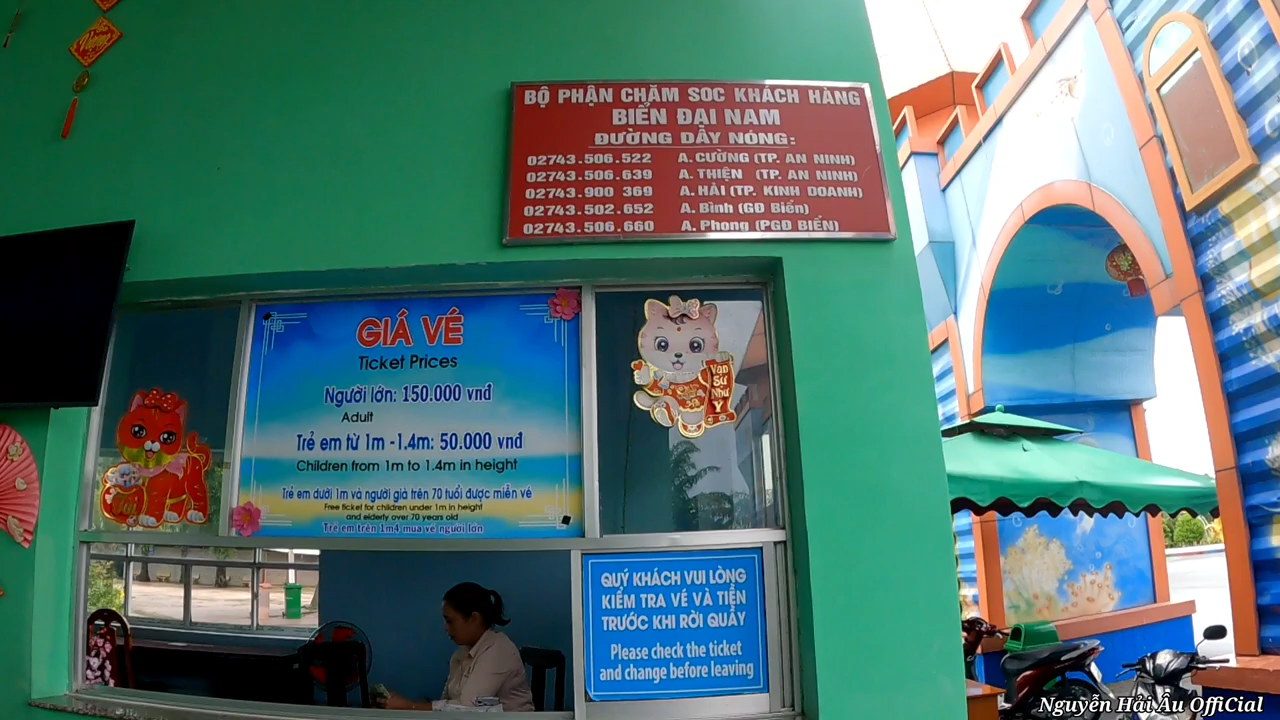 BỘ PHẬN CHĂM SOC KHÁCH HÀNG
BIỂN ĐẠI NAM
ĐƯỜNG DÂY NÓNG:
02743.506.522 A.CƯỜNG (TP. AN NINH)
02743.506.639 A.THIỆN (TP. AN NINH)
02743.900 369 A.HẢI (TP. KINH DOANH)
02743.502.652 A. Bình (GĐ Biển)
02743.506.660 A. Phong (PGĐ BIỂN)
GIÁ VÉ
Ticket Prices
Người lớn: 150.000 vnđ
Adult
Trẻ em từ 1m -1.4m: 50.000 vnđ
Children from 1m to 1.4m in height
Trẻ em dưới 1m và người già trên 70 tuổi được miễn vé
Free ticket for children under 1m in height
and elderly over 70 years old
Trẻ em trên 1m4 mua vé người lớn
Vạn
Sự
Như
Ý
QUÝ KHÁCH VUI LÒNG
KIỂM TRA VÉ VÀ TIỀN
TRƯỚC KHI RỜI QUẦY
Please check the ticket
and change before leaving
Nguyễn Hải Âu OffiCial